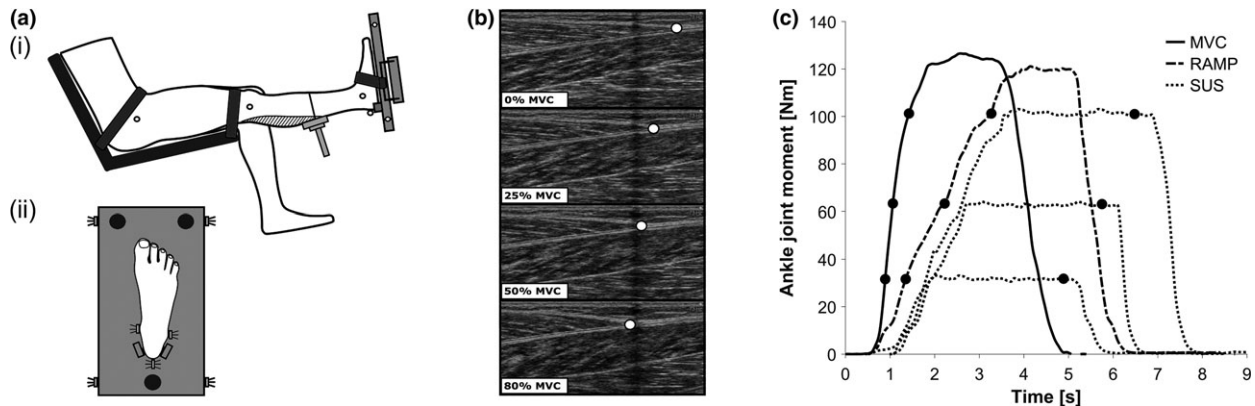 (a)
(i)
(ii)
(b)
0% MVC
25% MVC
50% MVC
80% MVC
(c)
140
120
100
80
60
40
20
0
Ankle joint moment [Nm]
MVC
RAMP
SUS
0 1 2 3 4 5 6 7 8 9
Time [s]